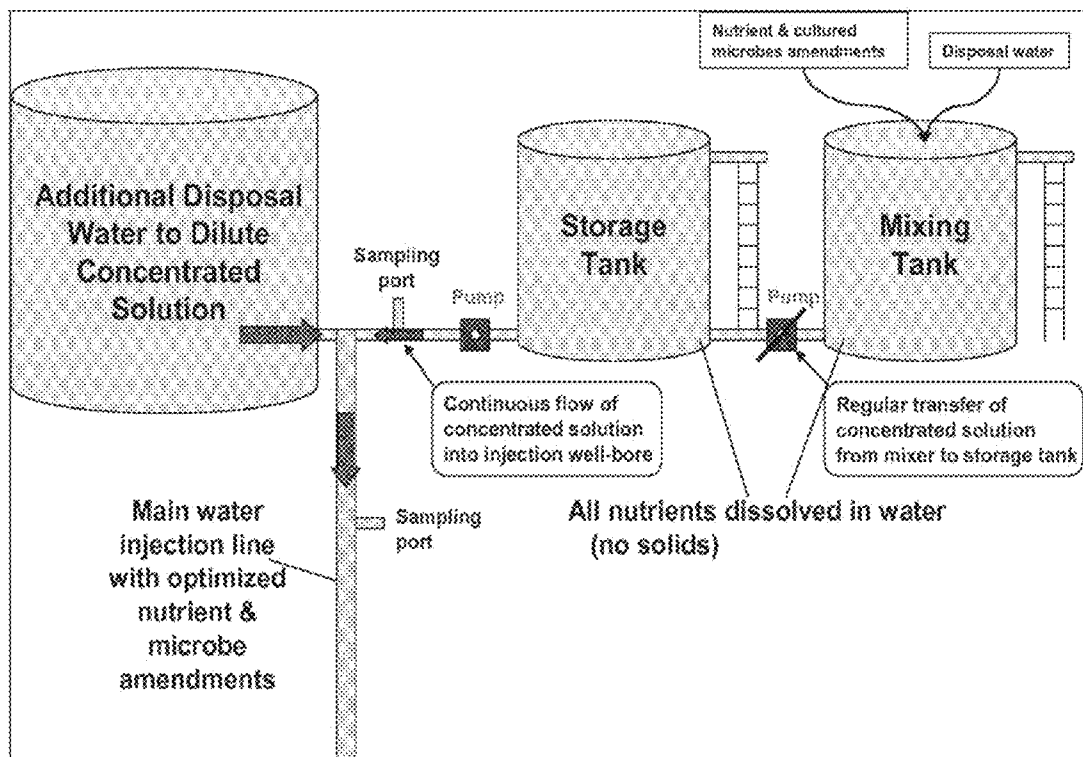 Nutrient & cultured
microbes amendments
Disposal water
Additional Disposal
Water to Dilute
Concentrated
Solution
Storage
Tank
Mixing
Tank
Sampling
port
Pump
Pump
Continuous flow of
concentrated solution
into injection well-bore
Regular transfer of
concentrated solution
from mixer to storage tank
Main water
injection line
with optimized
nutrient &
microbe
amendments
Sampling
port
All nutrients dissolved in water
(no solids)